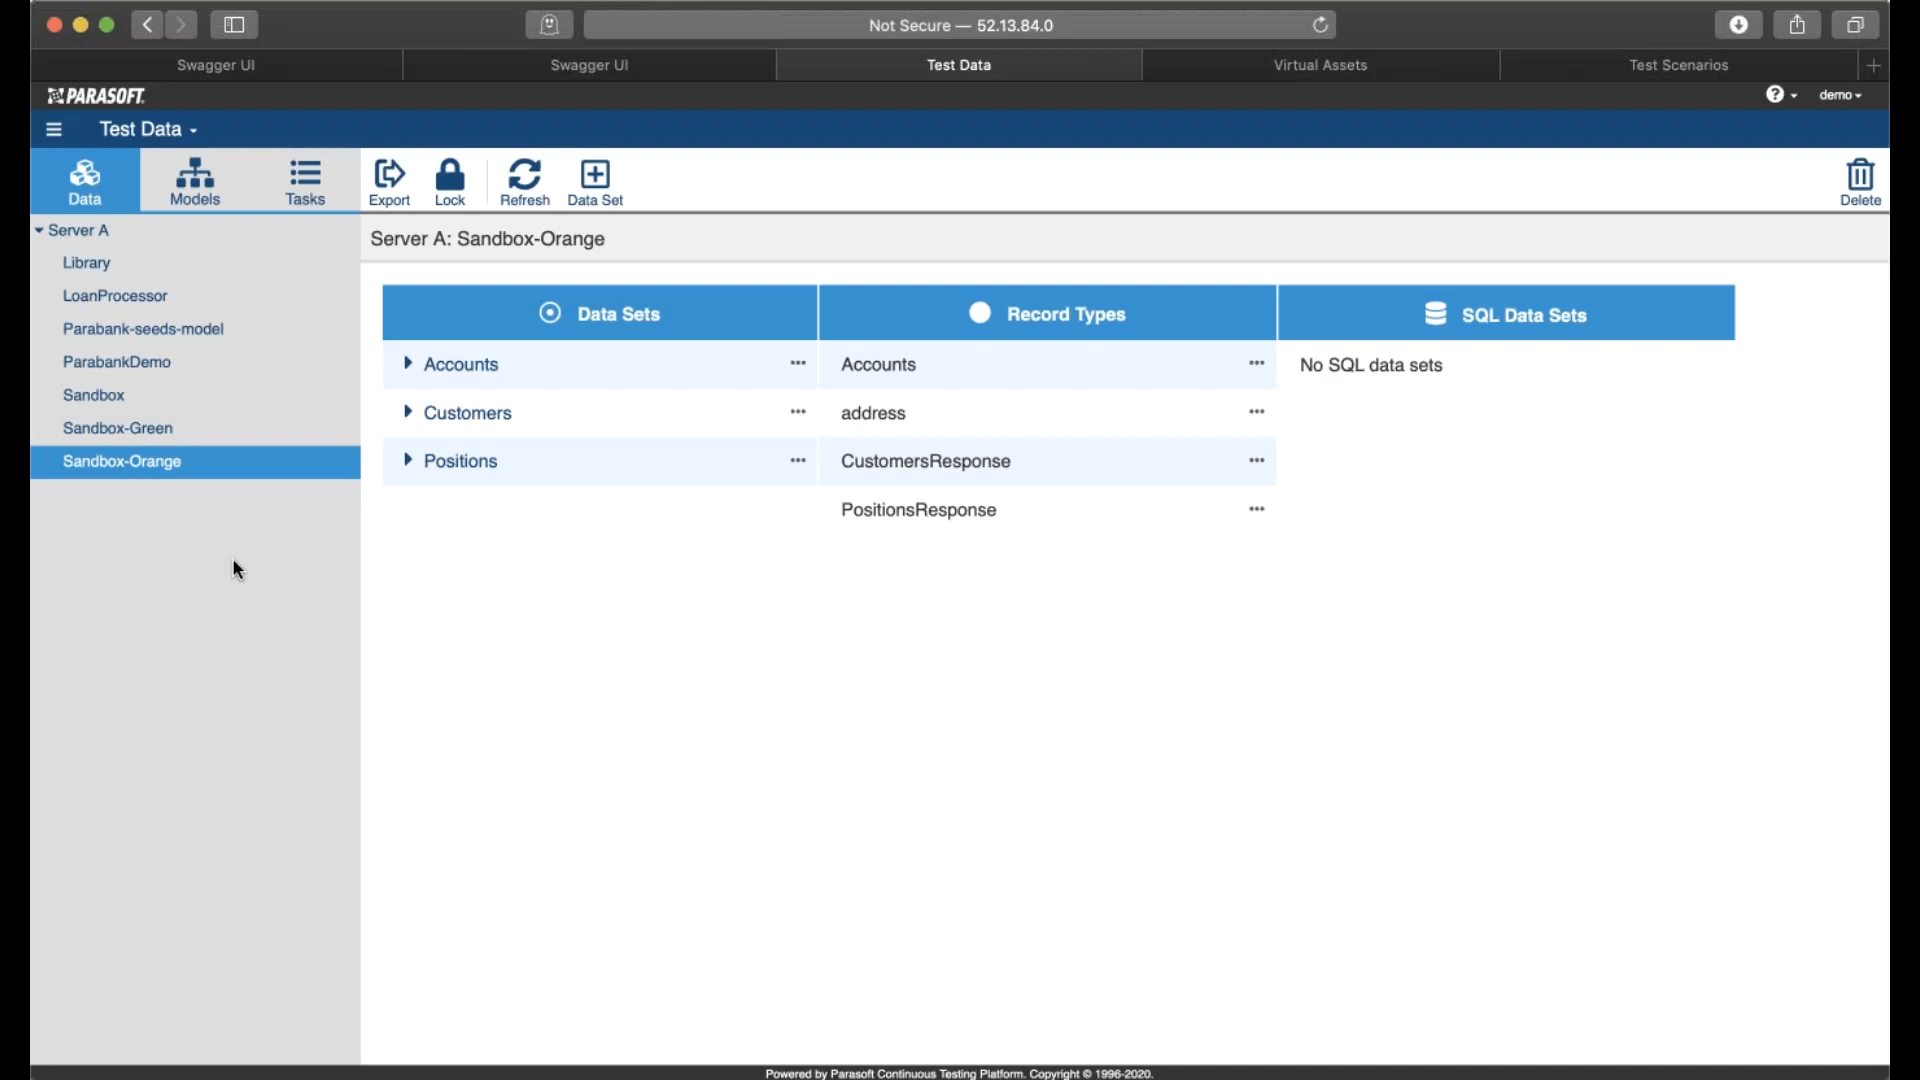 Not Secure — 52.13.84.0
Swagger UI
Swagger UI
Test Data
Virtual Assets
Test Scenarios
PARASOFT.
demo
Test Data
Data
Models
Tasks
Export
Lock
Refresh
Data Set
Delete
Server A
Library
LoanProcessor
Parabank-seeds-model
ParabankDemo
Sandbox
Sandbox-Green
Sandbox-Orange
Server A: Sandbox-Orange
Data Sets
Record Types
SQL Data Sets
Accounts
Accounts
No SQL data sets
Customers
address
Positions
CustomersResponse
PositionsResponse
Powered by Parasoft Continuous Testing Platform. Copyright © 1996-2020.